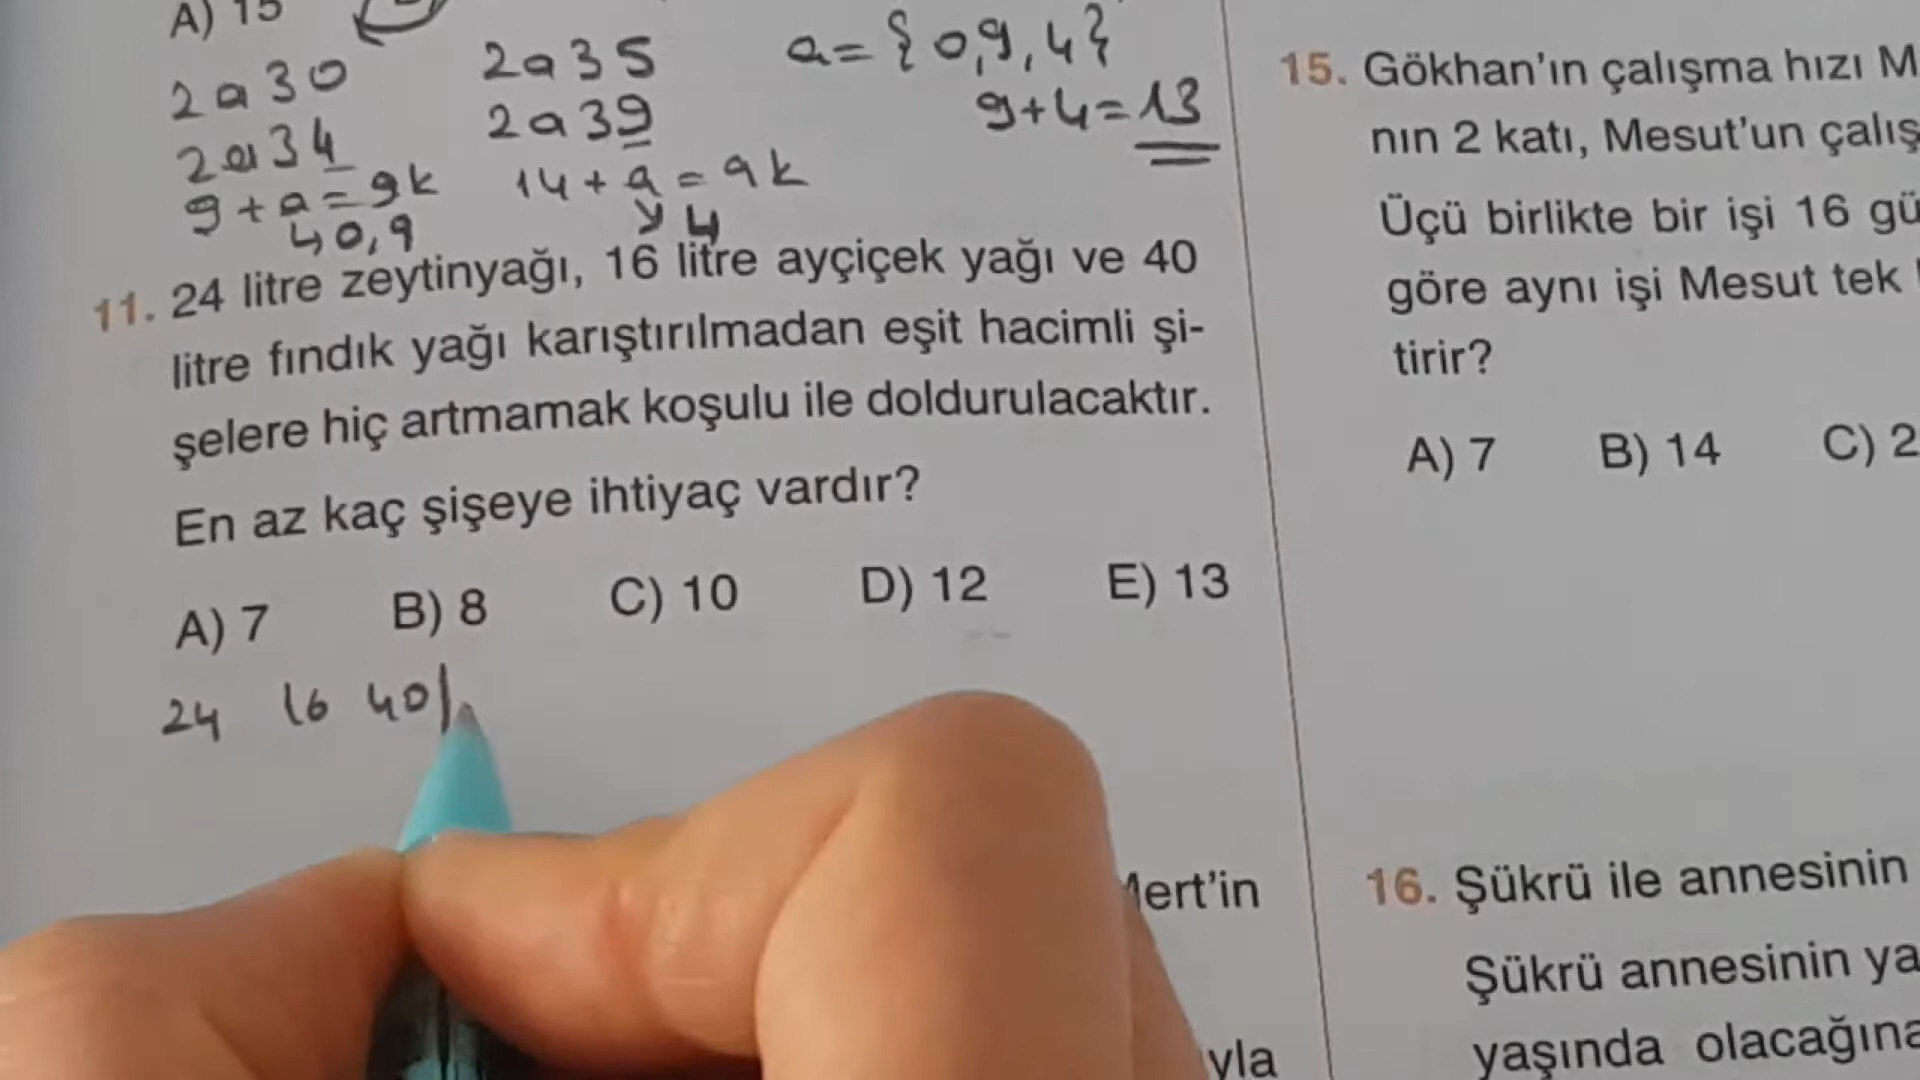 A) 15
2a30
2a35
a={0,9,4}
2a34
2a39
9+4=13
9+a=9k
14+a=9k
↳0,9
↳4
11. 24 litre zeytinyağı, 16 litre ayçiçek yağı ve 40
litre fındık yağı karıştırılmadan eşit hacimli şi-
şelere hiç artmamak koşulu ile doldurulacaktır.
En az kaç şişeye ihtiyaç vardır?
A) 7 B) 8 C) 10 D) 12 E) 13
24 16 40|
yla
15. Gökhan'ın çalışma hızı M
nın 2 katı, Mesut'un çalış
Üçü birlikte bir işi 16 gü
göre aynı işi Mesut tek
tirir?
A) 7 B) 14 C) 2
16. Şükrü ile annesinin
Şükrü annesinin ya
yaşında olacağına